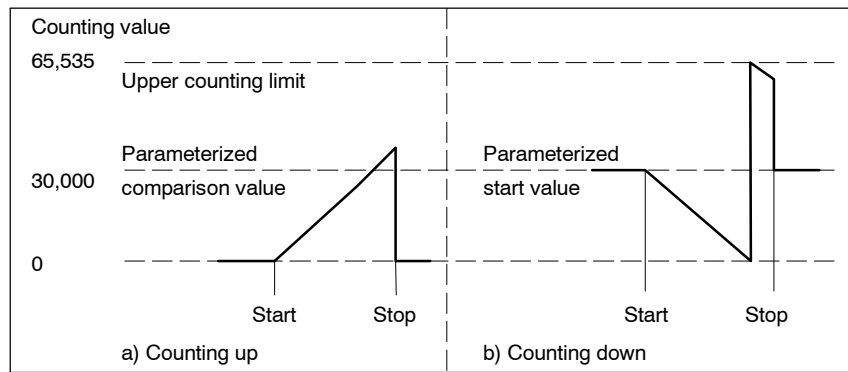 Counting value
65,535
Upper counting limit
Parameterized
30,000
comparison value
0
Start
Stop
a) Counting up
Parameterized
start value
Start
Stop
b) Counting down